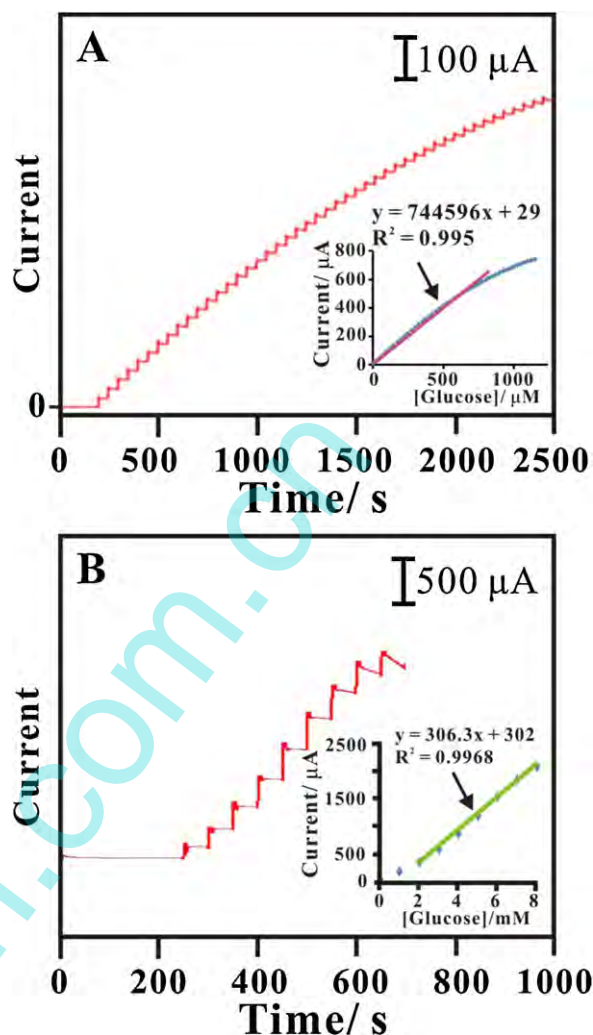 A
100 μA
Current
0
y = 744596x + 29
R² = 0.995
Current/ μA
800
600
400
200
0
0 500 1000
[Glucose]/ μM
0 500 1000 1500 2000 2500
Time/ s
B
500 μA
Current
y = 306.3x + 302
R² = 0.9968
Current/ μA
2500
1500
500
0
0 2 4 6 8
[Glucose]/mM
0 200 400 600 800 1000
Time/ s
n.com.cn